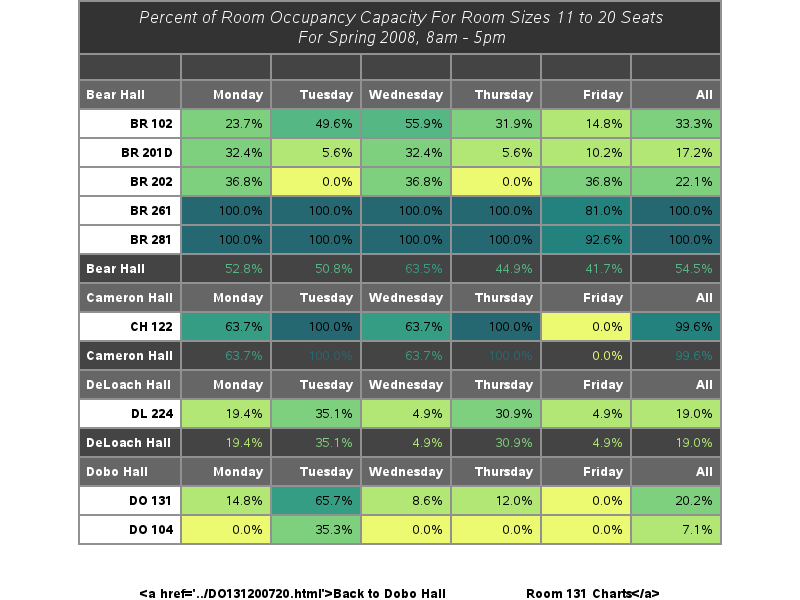 Percent of Room Occupancy Capacity For Room Sizes 11 to 20 Seats
For Spring 2008, 8am - 5pm
Bear Hall Monday Tuesday Wednesday Thursday Friday All
BR 102 23.7% 49.6% 55.9% 31.9% 14.8% 33.3%
BR 201D 32.4% 5.6% 32.4% 5.6% 10.2% 17.2%
BR 202 36.8% 0.0% 36.8% 0.0% 36.8% 22.1%
BR 261 100.0% 100.0% 100.0% 100.0% 81.0% 100.0%
BR 281 100.0% 100.0% 100.0% 100.0% 92.6% 100.0%
Bear Hall 52.8% 50.8% 63.5% 44.9% 41.7% 54.5%
Cameron Hall Monday Tuesday Wednesday Thursday Friday All
CH 122 63.7% 100.0% 63.7% 100.0% 0.0% 99.6%
Cameron Hall 63.7% 100.0% 63.7% 100.0% 0.0% 99.6%
DeLoach Hall Monday Tuesday Wednesday Thursday Friday All
DL 224 19.4% 35.1% 4.9% 30.9% 4.9% 19.0%
DeLoach Hall 19.4% 35.1% 4.9% 30.9% 4.9% 19.0%
Dobo Hall Monday Tuesday Wednesday Thursday Friday All
DO 131 14.8% 65.7% 8.6% 12.0% 0.0% 20.2%
DO 104 0.0% 35.3% 0.0% 0.0% 0.0% 7.1%
<a href='../DO131200720.html'>Back to Dobo Hall Room 131 Charts</a>